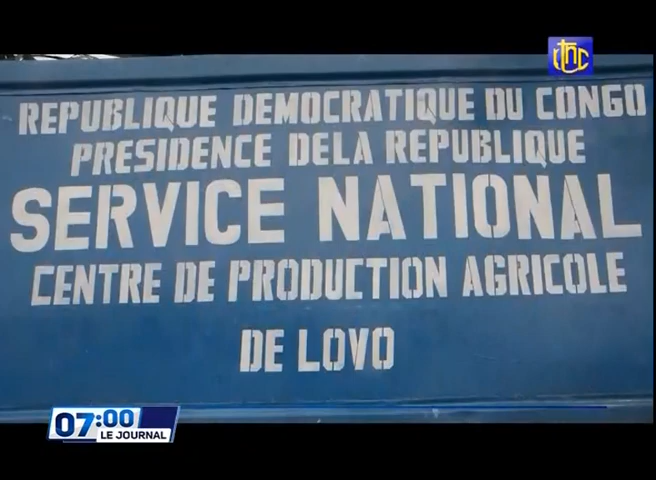 rtnc
REPUBLIQUE DEMOCRATIQUE DU CONGO
PRESIDENCE DELA REPUBLIQUE
SERVICE NATIONAL
CENTRE DE PRODUCTION AGRICOLE
DE LOVO
07:00
LE JOURNAL